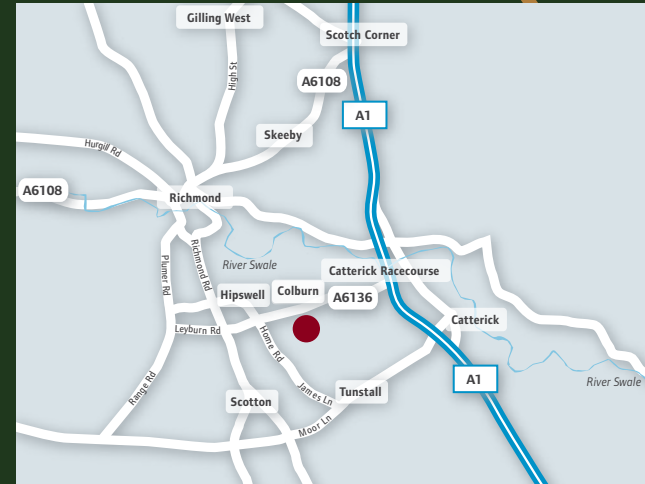 Gilling West
Scotch Corner
High St
A6108
A1
Skeeby
Hurgill Rd
A6108
Richmond
Richmond Rd
Plumer Rd
River Swale
Catterick Racecourse
Hipswell
Colburn
A6136
Catterick
Leyburn Rd
Home Rd
A1
River Swale
Range Rd
James Ln
Tunstall
Scotton
Moor Ln